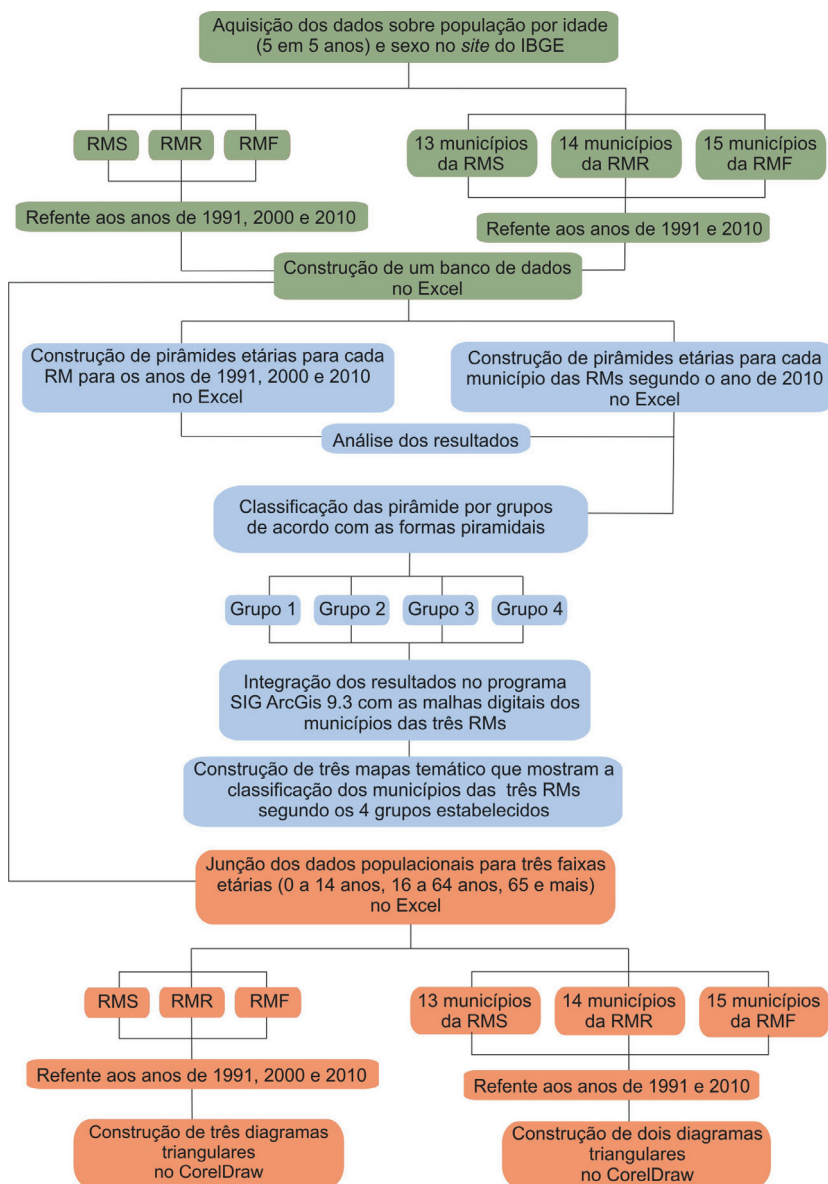 Aquisição dos dados sobre população por idade
(5 em 5 anos) e sexo no site do IBGE
RMS
RMR
RMF
13 municípios
da RMS
14 municípios
da RMR
15 municípios
da RMF
Refente aos anos de 1991, 2000 e 2010
Refente aos anos de 1991 e 2010
Construção de um banco de dados
no Excel
Construção de pirâmides etárias para cada
RM para os anos de 1991, 2000 e 2010
no Excel
Construção de pirâmides etárias para cada
município das RMs segundo o ano de 2010
no Excel
Análise dos resultados
Classificação das pirâmide por grupos
de acordo com as formas piramidais
Grupo 1
Grupo 2
Grupo 3
Grupo 4
Integração dos resultados no programa
SIG ArcGis 9.3 com as malhas digitais dos
municípios das três RMs
Construção de três mapas temático que mostram a
classificação dos municípios das três RMs
segundo os 4 grupos estabelecidos
Junção dos dados populacionais para três faixas
etárias (0 a 14 anos, 16 a 64 anos, 65 e mais)
no Excel
RMS
RMR
RMF
13 municípios
da RMS
14 municípios
da RMR
15 municípios
da RMF
Refente aos anos de 1991, 2000 e 2010
Refente aos anos de 1991 e 2010
Construção de três diagramas
triangulares
no CorelDraw
Construção de dois diagramas
triangulares
no CorelDraw